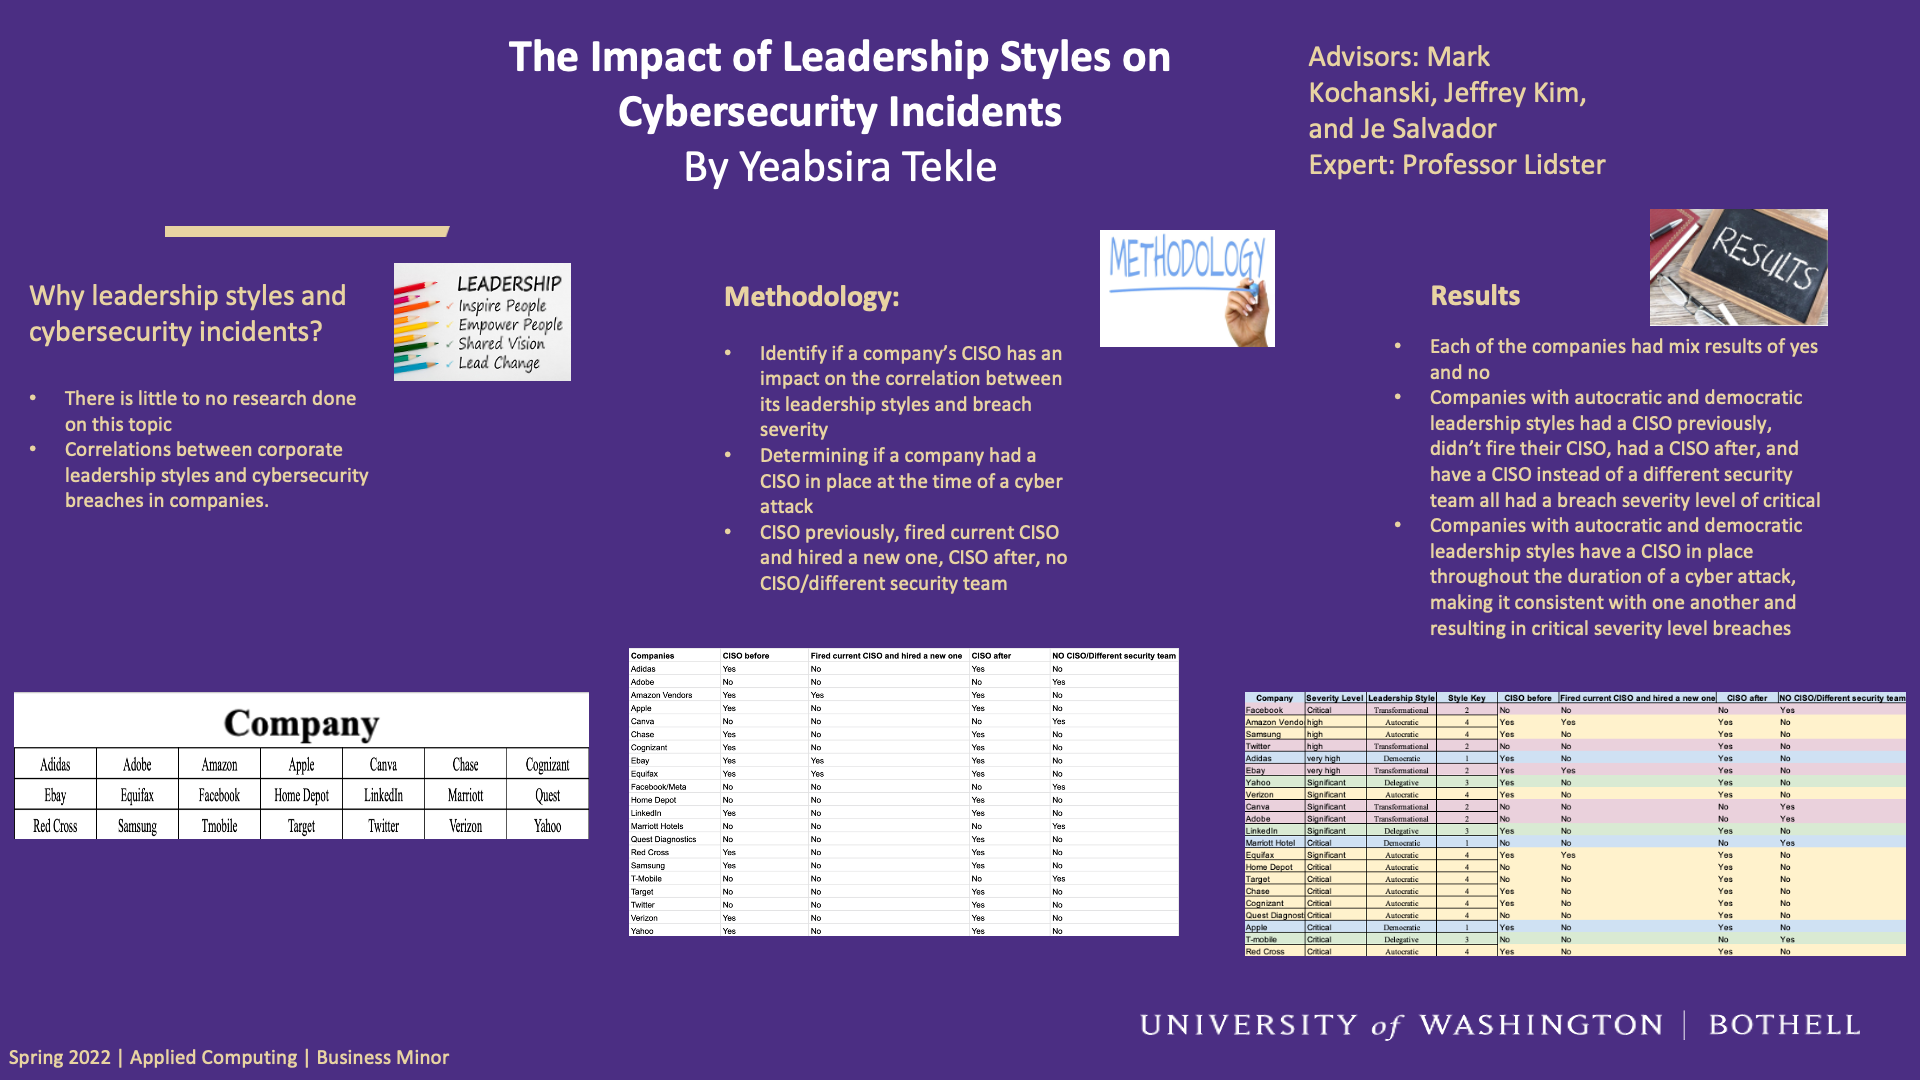 The Impact of Leadership Styles on
Cybersecurity Incidents
By Yeabsira Tekle
Advisors: Mark
Kochanski, Jeffrey Kim,
and Je Salvador
Expert: Professor Lidster
Why leadership styles and
cybersecurity incidents?
LEADERSHIP
✓ Inspire People
✓ Empower People
✓ Shared Vision
✓ Lead Change
• There is little to no research done
on this topic
• Correlations between corporate
leadership styles and cybersecurity
breaches in companies.
Company
Adidas Adobe Amazon Apple Canva Chase Cognizant
Ebay Equifax Facebook Home Depot LinkedIn Marriott Quest
Red Cross Samsung Tmobile Target Twitter Verizon Yahoo
Methodology:
METHODOLOGY
• Identify if a company's CISO has an
impact on the correlation between
its leadership styles and breach
severity
• Determining if a company had a
CISO in place at the time of a cyber
attack
• CISO previously, fired current CISO
and hired a new one, CISO after, no
CISO/different security team
Companies CISO before Fired current CISO and hired a new one CISO after NO CISO/Different security team
Adidas Yes No Yes No
Adobe No No No Yes
Amazon Vendors Yes Yes Yes No
Apple Yes No Yes No
Canva No No No Yes
Chase Yes No Yes No
Cognizant Yes No Yes No
Ebay Yes Yes Yes No
Equifax Yes Yes Yes No
Facebook/Meta No No No Yes
Home Depot No No Yes No
LinkedIn Yes No Yes No
Marriott Hotels No No No Yes
Quest Diagnostics No No Yes No
Red Cross Yes No Yes No
Samsung Yes No Yes No
T-Mobile No No No Yes
Target No No Yes No
Twitter No No Yes No
Verizon Yes No Yes No
Yahoo Yes No Yes No
Results
RESULTS
• Each of the companies had mix results of yes
and no
• Companies with autocratic and democratic
leadership styles had a CISO previously,
didn't fire their CISO, had a CISO after, and
have a CISO instead of a different security
team all had a breach severity level of critical
• Companies with autocratic and democratic
leadership styles have a CISO in place
throughout the duration of a cyber attack,
making it consistent with one another and
resulting in critical severity level breaches
Company Severity Level Leadership Style Style Key CISO before Fired current CISO and hired a new one CISO after NO CISO/Different security team
Facebook Critical Transformational 2 No No No Yes
Amazon Vendo high Autocratic 4 Yes Yes Yes No
Samsung high Autocratic 4 Yes No Yes No
Twitter high Transformational 2 No No Yes No
Adidas very high Democratic 1 Yes No Yes No
Ebay very high Transformational 2 Yes Yes Yes No
Yahoo Significant Delegative 3 Yes No Yes No
Verizon Significant Autocratic 4 Yes No Yes No
Canva Significant Transformational 2 No No No Yes
Adobe Significant Transformational 2 No No No Yes
LinkedIn Significant Delegative 3 Yes No Yes No
Marriott Hotel Critical Democratic 1 No No No Yes
Equifax Significant Autocratic 4 Yes Yes Yes No
Home Depot Critical Autocratic 4 No No Yes No
Target Critical Autocratic 4 No No Yes No
Chase Critical Autocratic 4 Yes No Yes No
Cognizant Critical Autocratic 4 Yes No Yes No
Quest Diagnost Critical Autocratic 4 No No Yes No
Apple Critical Democratic 1 Yes No Yes No
T-mobile Critical Delegative 3 No No No Yes
Red Cross Critical Autocratic 4 Yes No Yes No
UNIVERSITY of WASHINGTON | BOTHELL
Spring 2022 | Applied Computing | Business Minor